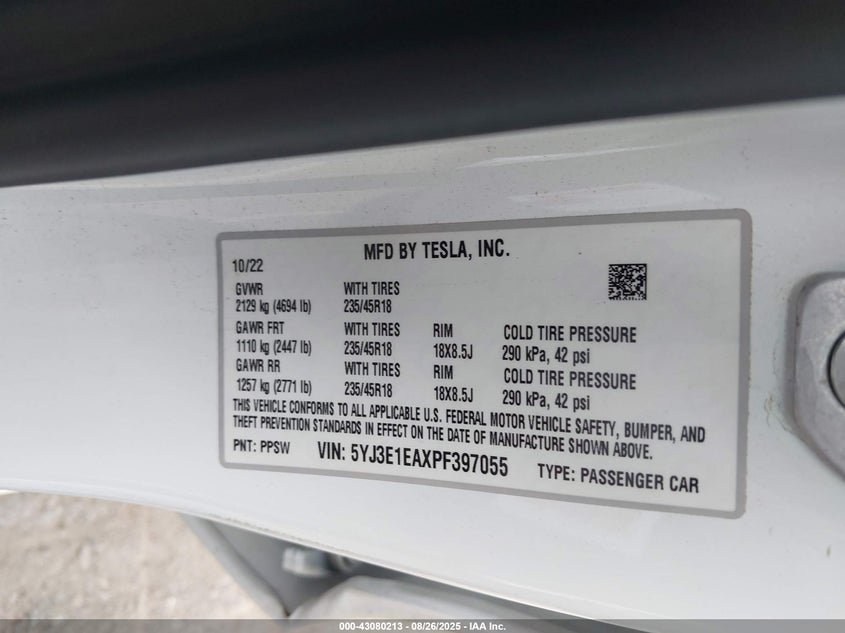 MFD BY TESLA, INC.
10/22
GVWR WITH TIRES
2129 kg (4694 lb) 235/45R18
GAWR FRT WITH TIRES RIM COLD TIRE PRESSURE
1110 kg (2447 lb) 235/45R18 18X8.5J 290 kPa, 42 psi
GAWR RR WITH TIRES RIM COLD TIRE PRESSURE
1257 kg (2771 lb) 235/45R18 18X8.5J 290 kPa, 42 psi
THIS VEHICLE CONFORMS TO ALL APPLICABLE U.S. FEDERAL MOTOR VEHICLE SAFETY, BUMPER, AND
THEFT PREVENTION STANDARDS IN EFFECT ON THE DATE OF MANUFACTURE SHOWN ABOVE.
PNT: PPSW VIN: 5YJ3E1EAXPF397055 TYPE: PASSENGER CAR
000-43080213 - 08/26/2025 - IAA Inc.